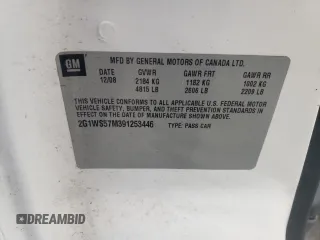 GM
MFD BY GENERAL MOTORS OF CANADA LTD.
DATE GVWR GAWR FRT GAWR RR
12/08 2184 KG 1182 KG 1002 KG
4815 LB 2606 LB 2209 LB
THIS VEHICLE CONFORMS TO ALL APPLICABLE U.S. FEDERAL MOTOR
VEHICLE SAFETY, BUMPER, AND THEFT PREVENTION STANDARDS IN
EFFECT ON THE DATE OF MANUFACTURE SHOWN ABOVE.
2G1WS57M391253446 TYPE: PASS CAR
DREAMBID